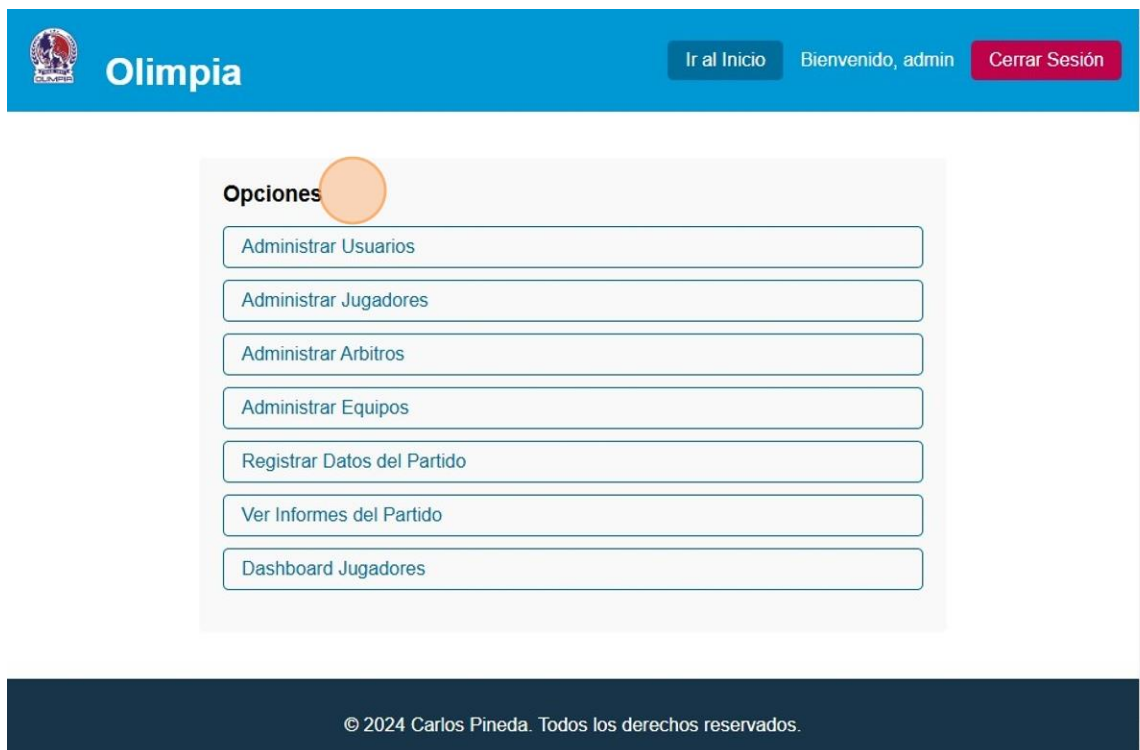 OLIMPIA
Olimpia
Ir al Inicio
Bienvenido, admin
Cerrar Sesión
Opciones
Administrar Usuarios
Administrar Jugadores
Administrar Arbitros
Administrar Equipos
Registrar Datos del Partido
Ver Informes del Partido
Dashboard Jugadores
© 2024 Carlos Pineda. Todos los derechos reservados.